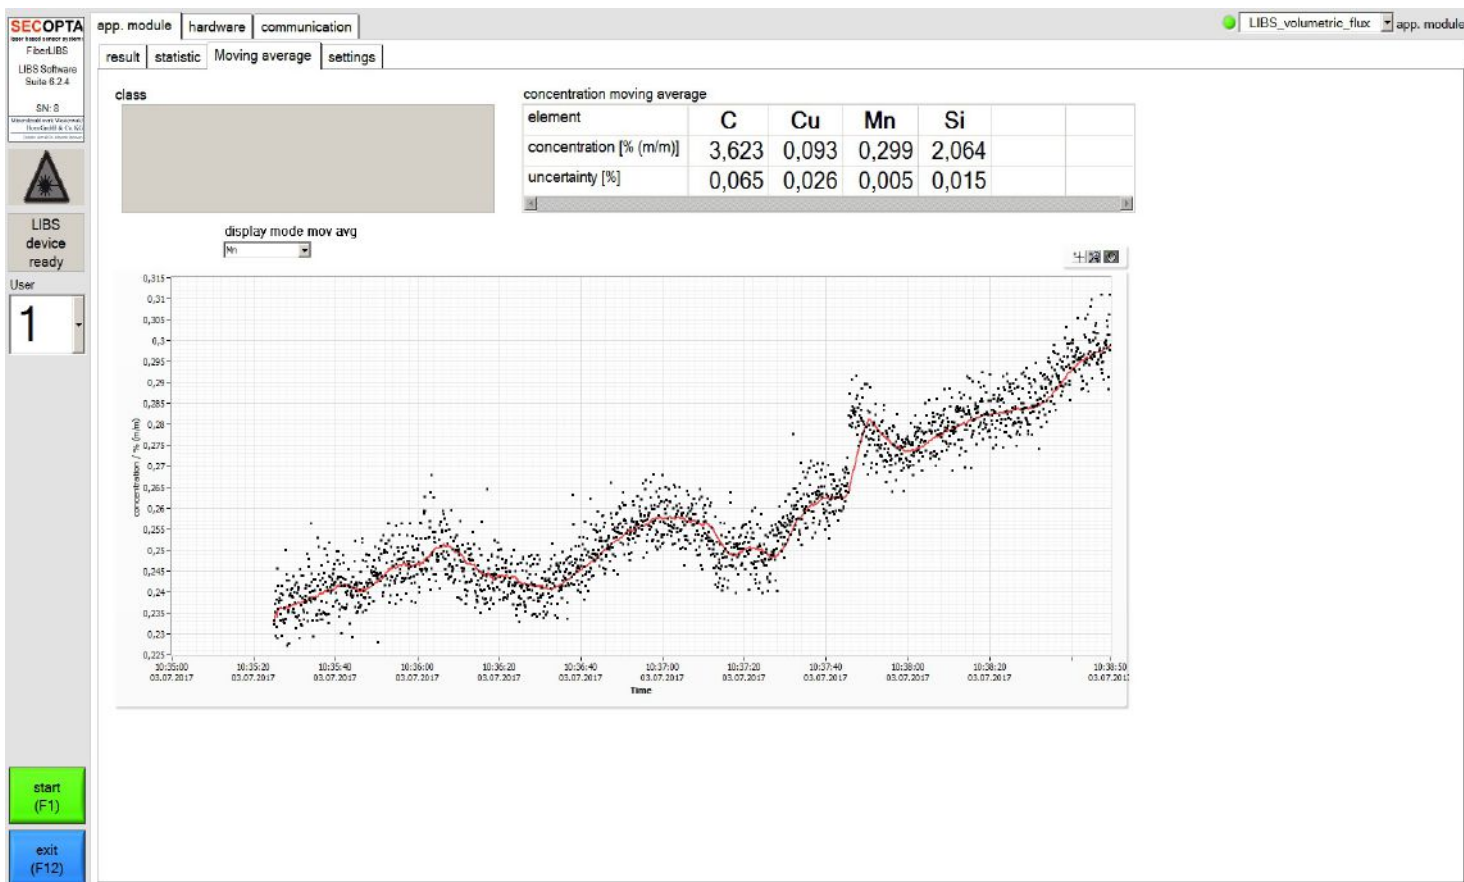 SECOPTA
laser based sensor systems
FiberLIBS
LIBS Software
Suite 6.2.4
SN: 8
LIBS
device
ready
User
1
start
(F1)
exit
(F12)
app. module hardware communication
LIBS_volumetric_flux app. module
result statistic Moving average settings
class
concentration moving average
element C Cu Mn Si
concentration [% (m/m)] 3,623 0,093 0,299 2,064
uncertainty [%] 0,065 0,026 0,005 0,015
display mode mov avg
Mn
concentration / % (m/m)
0,315
0,31
0,305
0,3
0,295
0,29
0,285
0,28
0,275
0,27
0,265
0,26
0,255
0,25
0,245
0,24
0,235
0,23
0,225
10:35:00 10:35:20 10:35:40 10:36:00 10:36:20 10:36:40 10:37:00 10:37:20 10:37:40 10:38:00 10:38:20 10:38:50
03.07.2017 03.07.2017 03.07.2017 03.07.2017 03.07.2017 03.07.2017 03.07.2017 03.07.2017 03.07.2017 03.07.2017 03.07.2017 03.07.201
Time